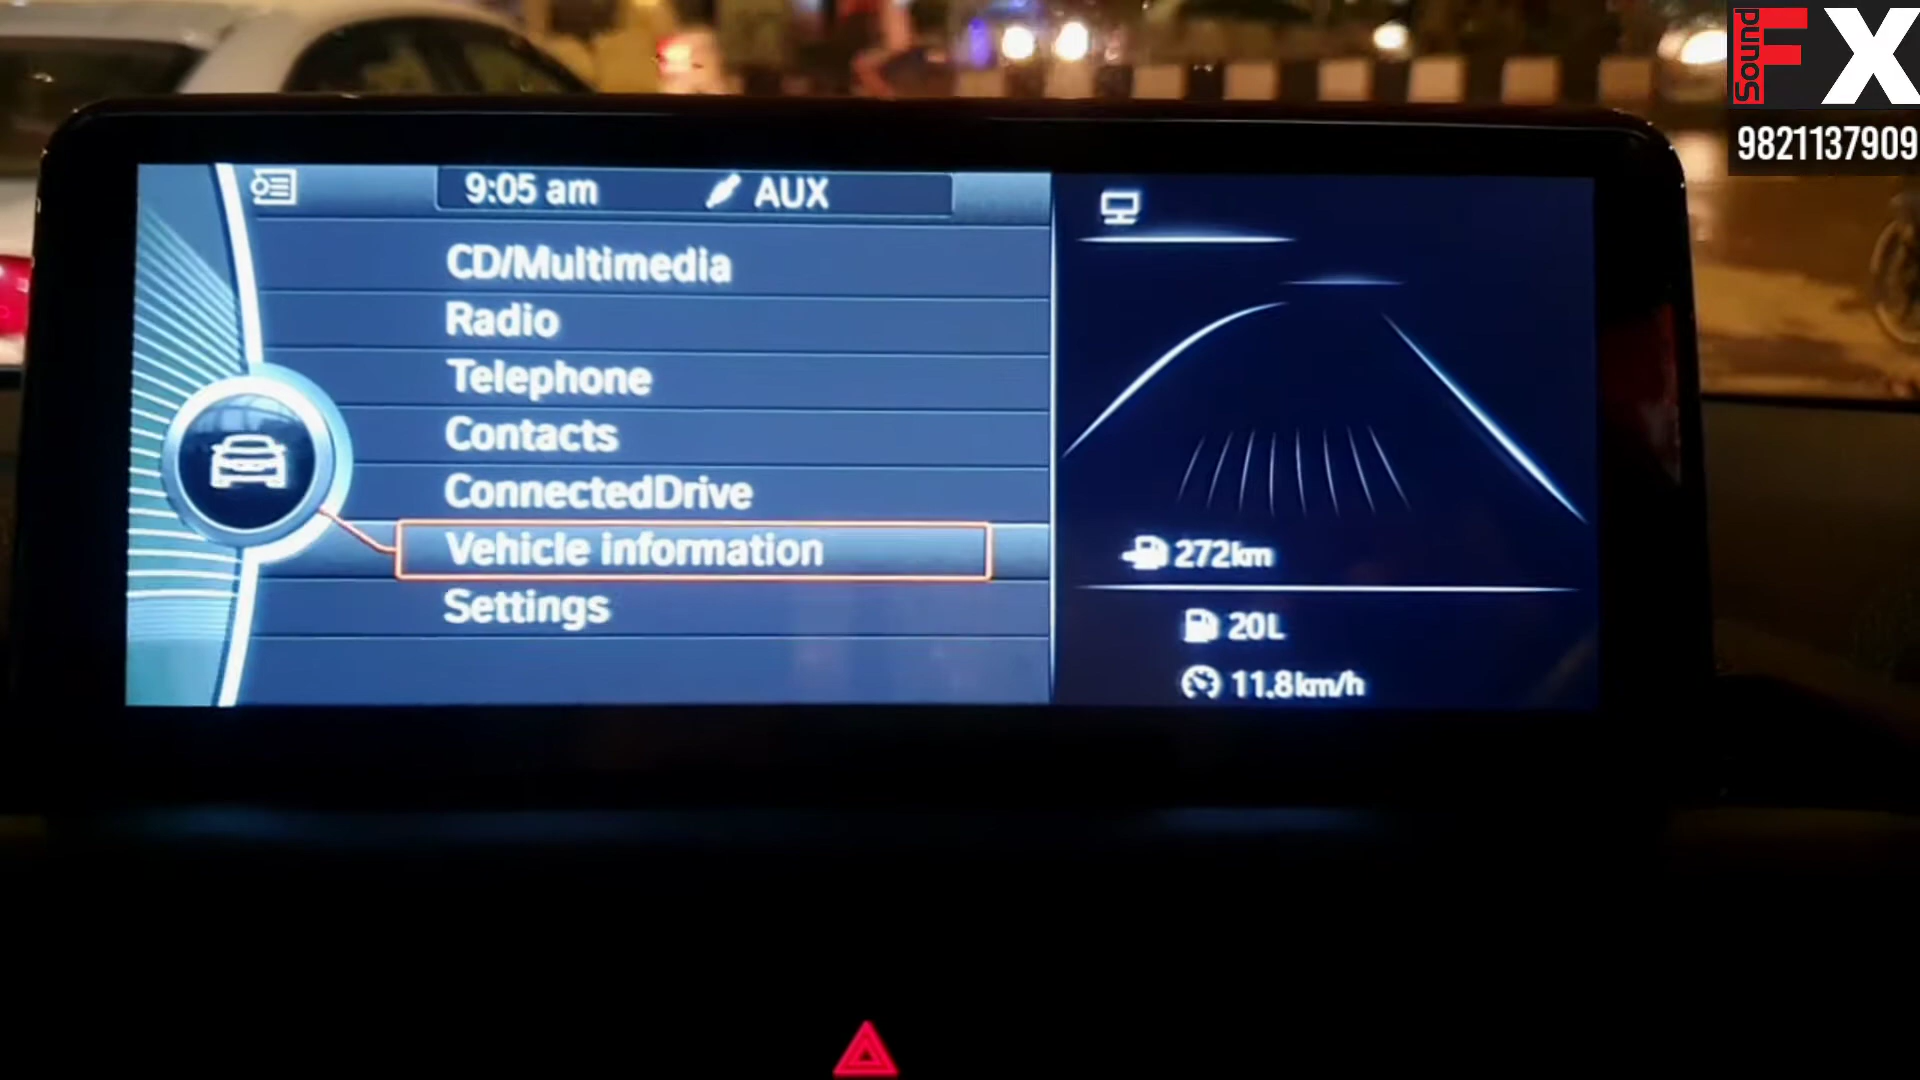 Sound FX
9821137909
9:05 am AUX
CD/Multimedia
Radio
Telephone
Contacts
ConnectedDrive
Vehicle information
Settings
272km
20L
11.8km/h